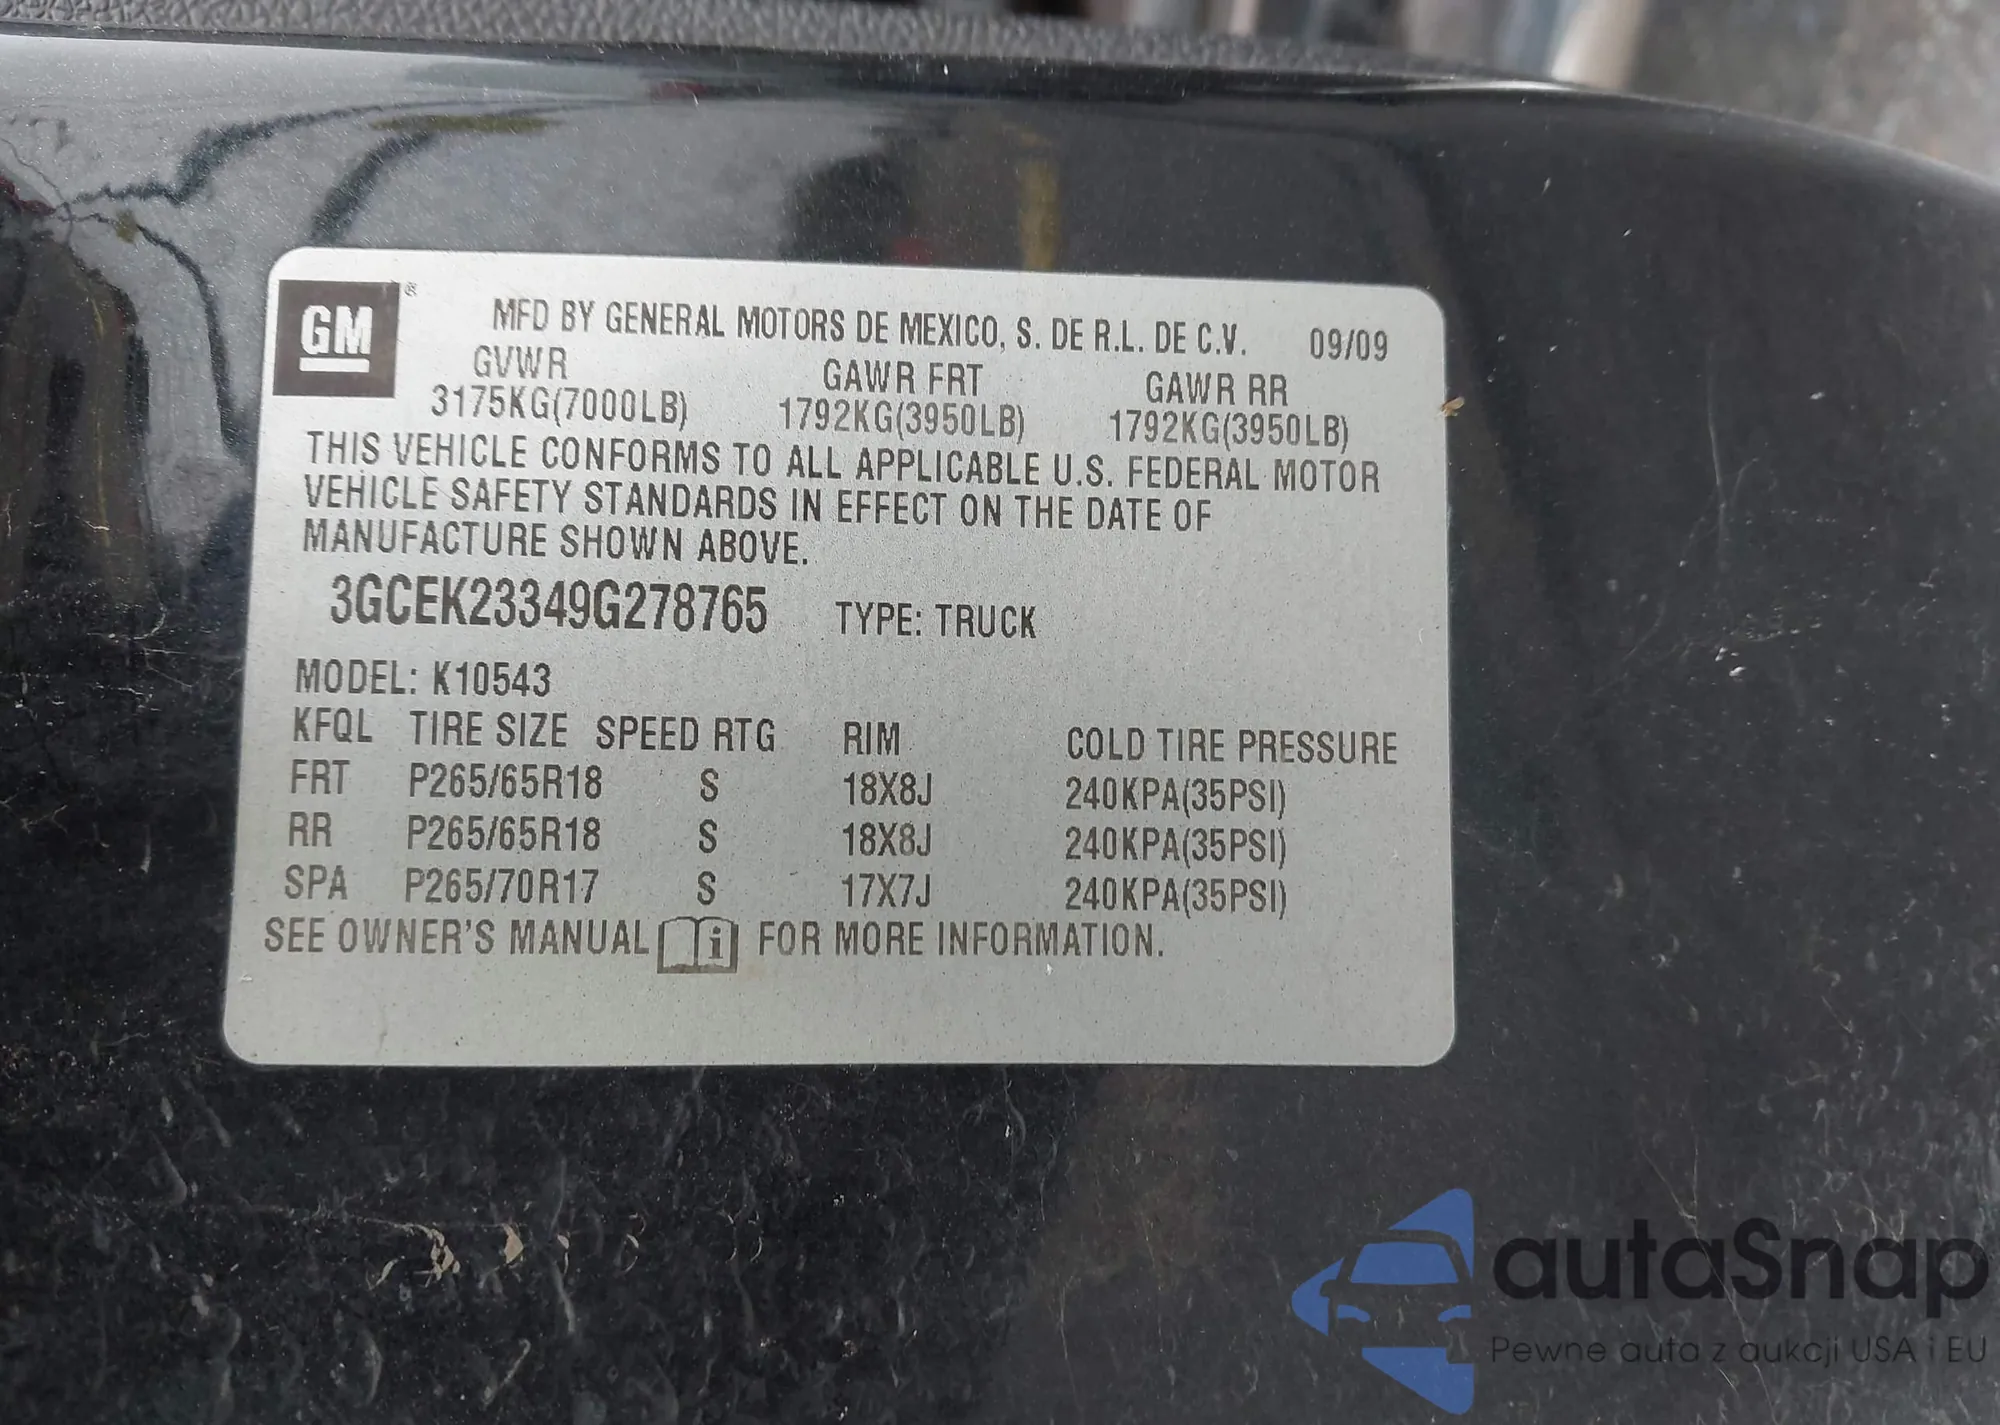 GM ®
MFD BY GENERAL MOTORS DE MEXICO, S. DE R.L. DE C.V. 09/09
GVWR GAWR FRT GAWR RR
3175KG(7000LB) 1792KG(3950LB) 1792KG(3950LB)
THIS VEHICLE CONFORMS TO ALL APPLICABLE U.S. FEDERAL MOTOR
VEHICLE SAFETY STANDARDS IN EFFECT ON THE DATE OF
MANUFACTURE SHOWN ABOVE.
3GCEK23349G278765 TYPE: TRUCK
MODEL: K10543
KFQL TIRE SIZE SPEED RTG RIM COLD TIRE PRESSURE
FRT P265/65R18 S 18X8J 240KPA(35PSI)
RR P265/65R18 S 18X8J 240KPA(35PSI)
SPA P265/70R17 S 17X7J 240KPA(35PSI)
SEE OWNER'S MANUAL i FOR MORE INFORMATION.
autaSnap
Pewne auta z aukcji USA i EU